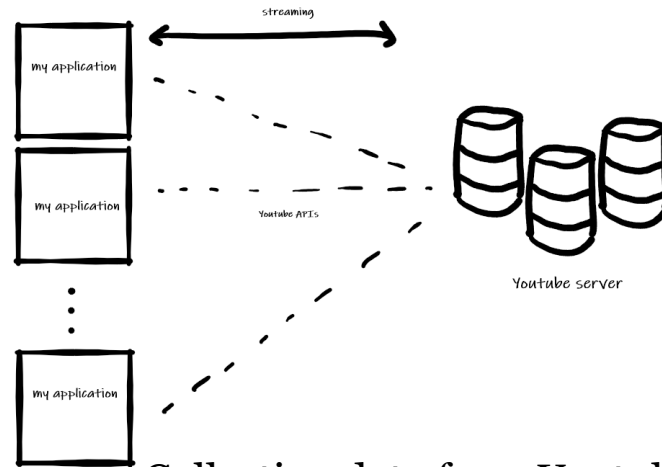 streaming
my application
my application
Youtube APIs
Youtube server
my application